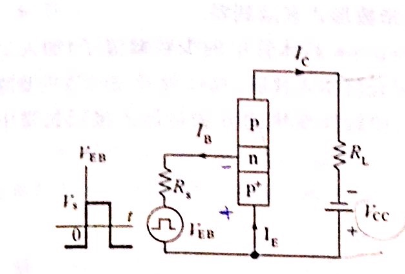 I_C
p
I_B
n
R_L
V_EB
R_s
p+
V_s
0
t
V_EB
I_E
V_CC
-
+
-
+